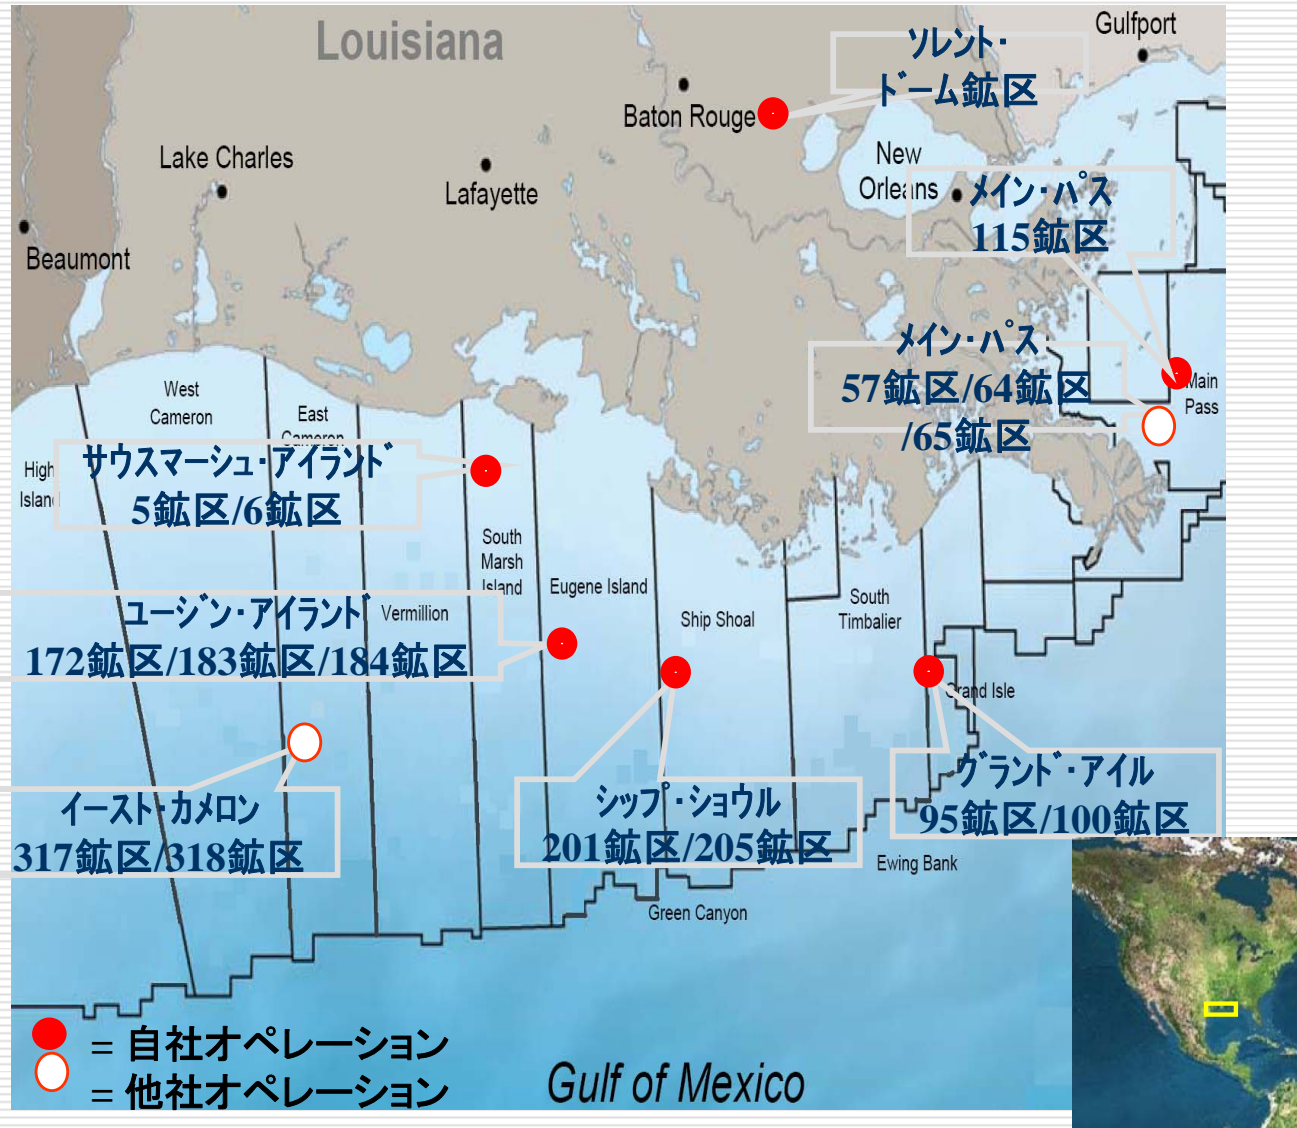 Louisiana
Gulfport
ソレント・
ドーム鉱区
Baton Rouge
New
Orleans
Lake Charles
Lafayette
メイン・パス
115鉱区
Beaumont
メイン・パス
57鉱区/64鉱区
/65鉱区
Main
Pass
West
Cameron
East
Cameron
High
Island
サウスマーシュ・アイランド
5鉱区/6鉱区
South
Marsh
Island
Eugene Island
Ship Shoal
South
Timbalier
Vermillion
ユージン・アイランド
172鉱区/183鉱区/184鉱区
Grand Isle
イースト・カメロン
317鉱区/318鉱区
シップ・ショウル
201鉱区/205鉱区
グランド・アイル
95鉱区/100鉱区
Ewing Bank
Green Canyon
= 自社オペレーション
= 他社オペレーション
Gulf of Mexico